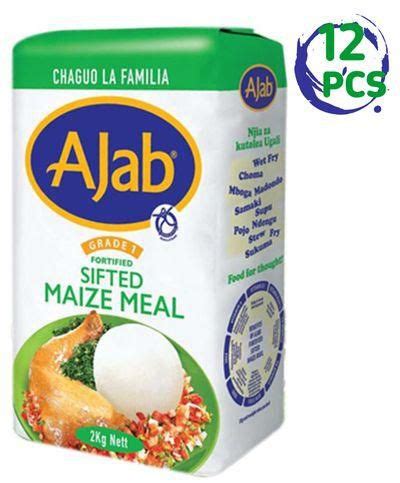 12
PCS
CHAGUO LA FAMILIA
AJab®
GRADE 1
FORTIFIED
SIFTED
MAIZE MEAL
2Kg Nett
AJab
Njia za
kutolea Ugali
Wet Fry
Choma
Mboga Madondo
Samaki
Supu
Pojo Ndengu
Stew Fry
Sukuma
Food for thought!